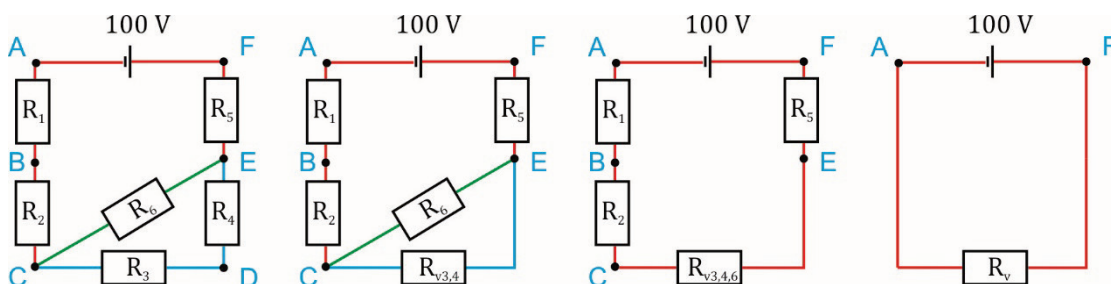 100 V
A F
R1 R5
B E
R2 R6 R4
C R3 D
100 V
A F
R1 R5
B E
R2 R6
C Rv3,4
100 V
A F
R1 R5
B E
R2
C Rv3,4,6
100 V
A F
Rv